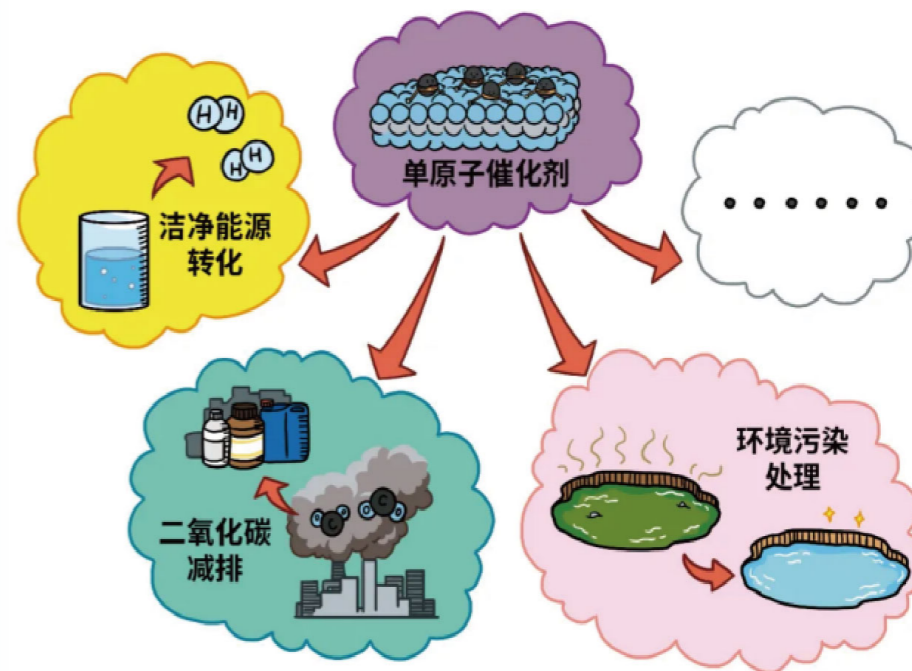 单原子催化剂
H H
H H
洁净能源
转化
······
二氧化碳
减排
O C O
O C O
环境污染
处理